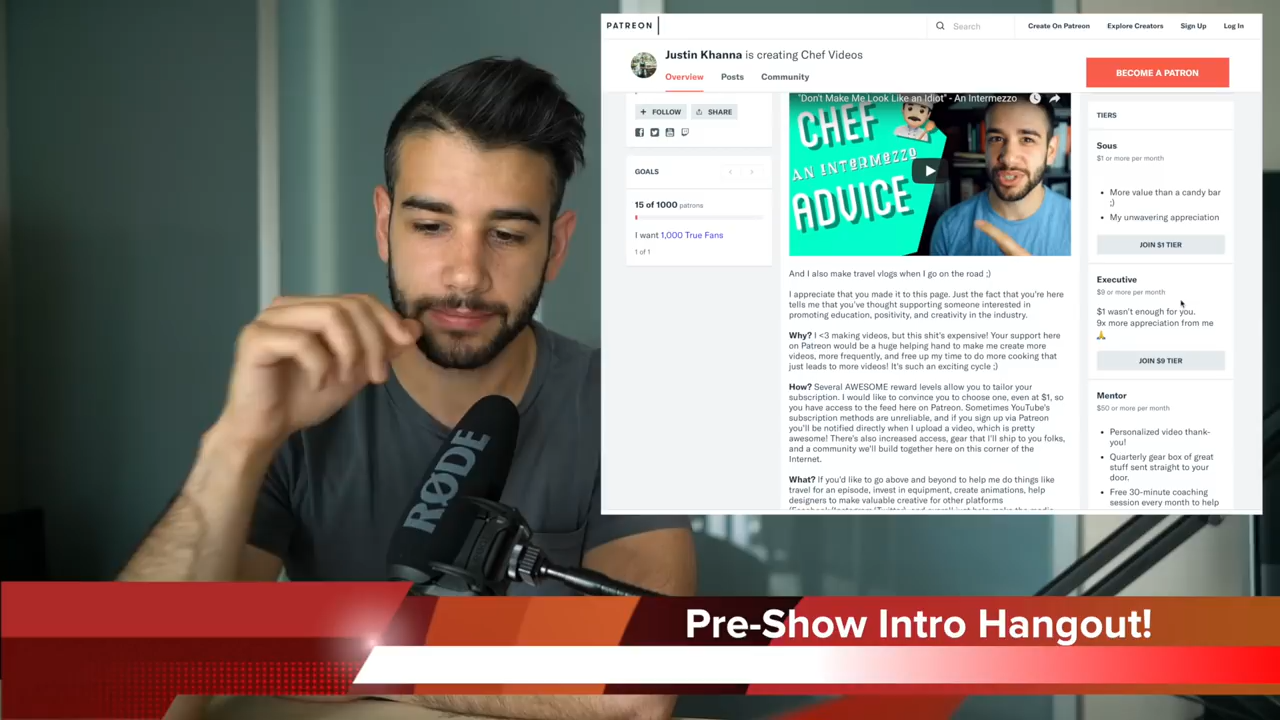 PATREON
Search
Create On Patreon
Explore Creators
Sign Up
Log In
Justin Khanna is creating Chef Videos
Overview
Posts
Community
BECOME A PATRON
FOLLOW
SHARE
GOALS
15 of 1000 patrons
I want 1,000 True Fans
1 of 1
"Don't Make Me Look Like an Idiot" - An Intermezzo
CHEF
AN INTERMEZZO
ADVICE
And I also make travel vlogs when I go on the road ;)
I appreciate that you made it to this page. Just the fact that you're here
tells me that you've thought supporting someone interested in
promoting education, positivity, and creativity in the industry.
Why? I <3 making videos, but this shit's expensive! Your support here
on Patreon would be a huge helping hand to make me create more
videos, more frequently, and free up my time to do more cooking that
just leads to more videos! It's such an exciting cycle ;)
How? Several AWESOME reward levels allow you to tailor your
subscription. I would like to convince you to choose one, even at $1, so
you have access to the feed here on Patreon. Sometimes YouTube's
subscription methods are unreliable, and if you sign up via Patreon
you'll be notified directly when I upload a video, which is pretty
awesome! There's also increased access, gear that I'll ship to you folks,
and a community we'll build together here on this corner of the
Internet.
What? If you'd like to go above and beyond to help me do things like
travel for an episode, invest in equipment, create animations, help
designers to make valuable creative for other platforms
TIERS
Sous
$1 or more per month
More value than a candy bar
;)
My unwavering appreciation
JOIN $1 TIER
Executive
$9 or more per month
$1 wasn't enough for you.
9x more appreciation from me
🙏
JOIN $9 TIER
Mentor
$50 or more per month
Personalized video thank-
you!
Quarterly gear box of great
stuff sent straight to your
door.
Free 30-minute coaching
session every month to help
RØDE
Pre-Show Intro Hangout!